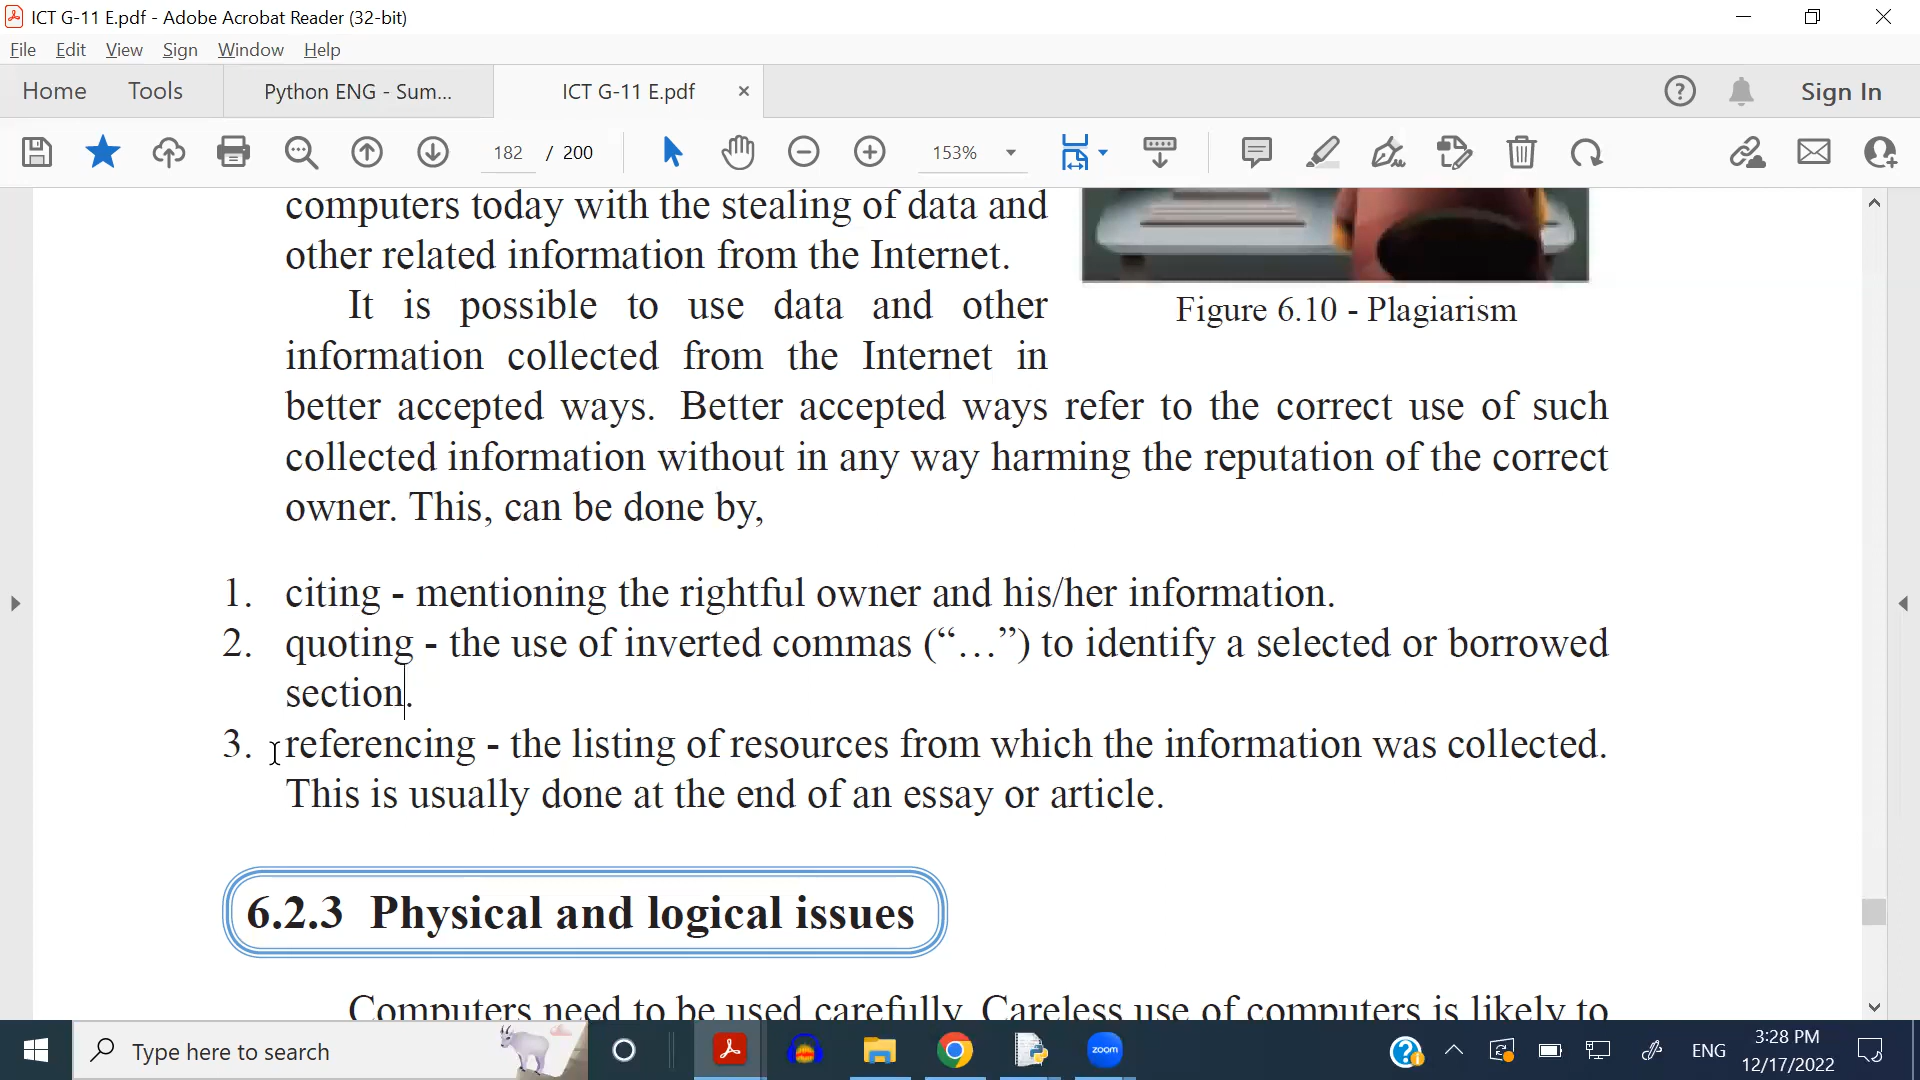 ICT G-11 E.pdf - Adobe Acrobat Reader (32-bit)
File Edit View Sign Window Help
Home Tools Python ENG - Sum... ICT G-11 E.pdf × Sign In
182 / 200 153%
computers today with the stealing of data and
other related information from the Internet.
It is possible to use data and other
Figure 6.10 - Plagiarism
information collected from the Internet in
better accepted ways. Better accepted ways refer to the correct use of such
collected information without in any way harming the reputation of the correct
owner. This, can be done by,
1. citing - mentioning the rightful owner and his/her information.
2. quoting - the use of inverted commas (“…”) to identify a selected or borrowed
section.
3. referencing - the listing of resources from which the information was collected.
This is usually done at the end of an essay or article.
6.2.3 Physical and logical issues
Computers need to be used carefully. Careless use of computers is likely to
Type here to search
zoom
ENG
3:28 PM
12/17/2022